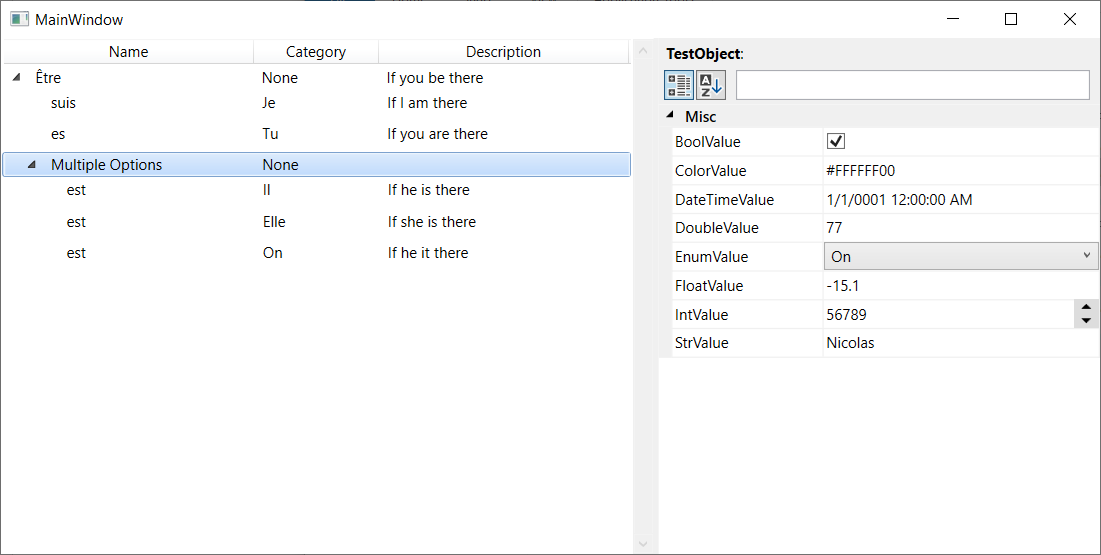 MainWindow
Name Category Description
Être None If you be there
suis Je If I am there
es Tu If you are there
Multiple Options None
est Il If he is there
est Elle If she is there
est On If he it there
TestObject:
A
Z
Misc
BoolValue
ColorValue #FFFFFF00
DateTimeValue 1/1/0001 12:00:00 AM
DoubleValue 77
EnumValue On
FloatValue -15.1
IntValue 56789
StrValue Nicolas